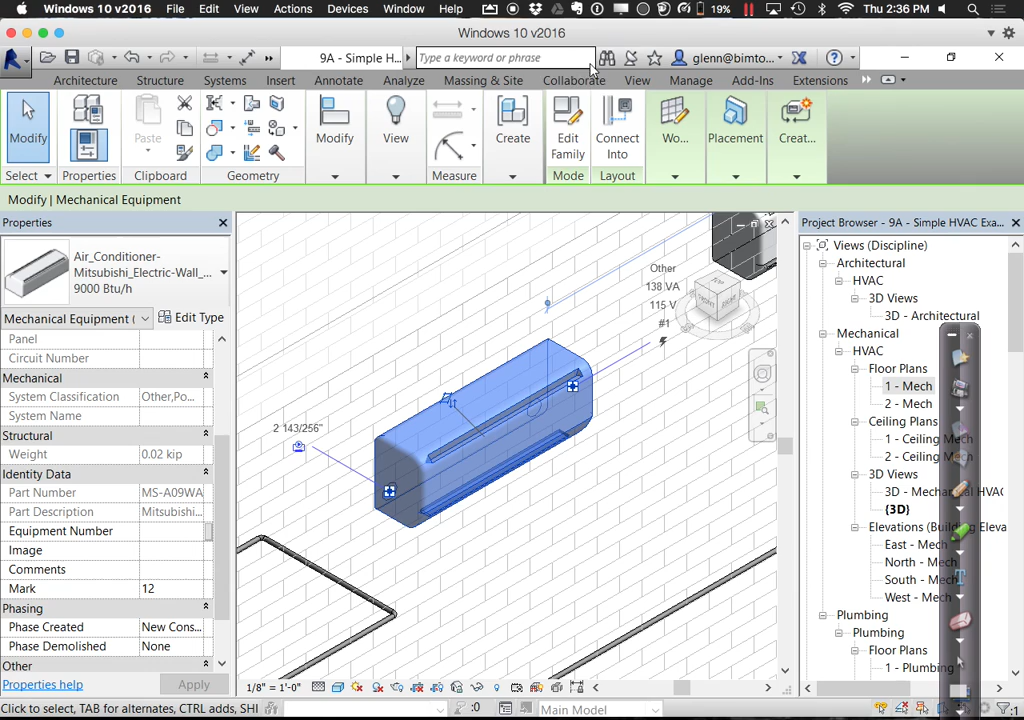 Windows 10 v2016 File Edit View Actions Devices Window Help 19% Thu 2:36 PM
Windows 10 v2016
9A - Simple H... Type a keyword or phrase glenn@bimto...
Architecture Structure Systems Insert Annotate Analyze Massing & Site Collaborate View Manage Add-Ins Extensions
Modify Paste Modify View Create Edit Family Connect Into Wo... Placement Creat...
Select Properties Clipboard Geometry Measure Mode Layout
Modify | Mechanical Equipment
Properties
Air_Conditioner-
Mitsubishi_Electric-Wall_...
9000 Btu/h
Mechanical Equipment ( Edit Type
Panel
Circuit Number
Mechanical
System Classification Other,Po...
System Name
Structural
Weight 0.02 kip
Identity Data
Part Number MS-A09WA
Part Description Mitsubishi...
Equipment Number
Image
Comments
Mark 12
Phasing
Phase Created New Cons...
Phase Demolished None
Other
Properties help Apply
Other
138 VA
115 V
#1
2 143/256"
TOP
FRONT
RIGHT
1/8" = 1'-0"
Project Browser - 9A - Simple HVAC Exa...
Views (Discipline)
Architectural
HVAC
3D Views
3D - Architectural
Mechanical
HVAC
Floor Plans
1 - Mech
2 - Mech
Ceiling Plans
1 - Ceiling Mech
2 - Ceiling Mech
3D Views
3D - Mechanical HVAC
{3D}
Elevations (Building Eleva
East - Mech
North - Mech
South - Mech
West - Mech
Plumbing
Plumbing
Floor Plans
1 - Plumbing
Click to select, TAB for alternates, CTRL adds, SHI :0 Main Model :1